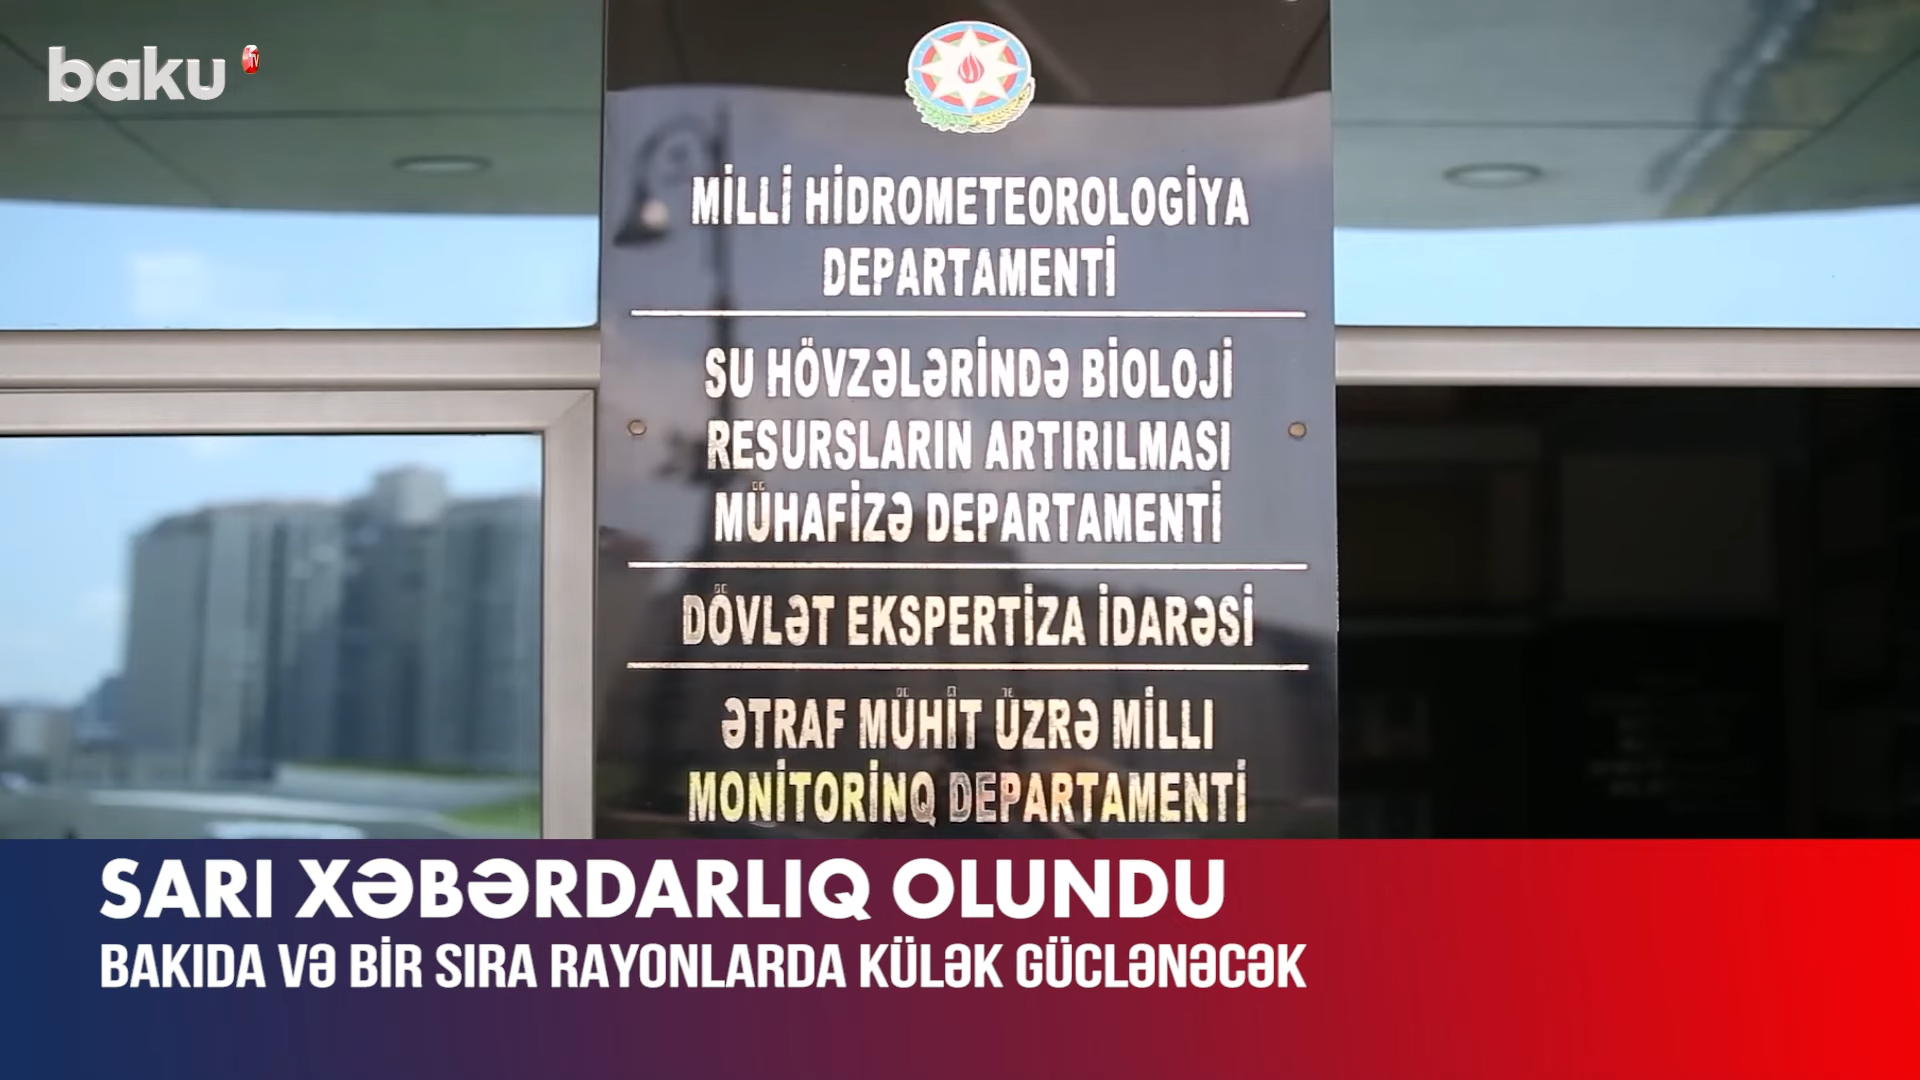 baku TV
MİLLİ HİDROMETEOROLOGİYA
DEPARTAMENTİ
SU HÖVZƏLƏRİNDƏ BİOLOJİ
RESURSLARIN ARTIRILMASI
MÜHAFİZƏ DEPARTAMENTİ
DÖVLƏT EKSPERTİZA İDARƏSİ
ƏTRAF MÜHİT ÜZRƏ MİLLI
MONİTORİNQ DEPARTAMENTİ
SARI XƏBƏRDARLIQ OLUNDU
BAKIDA VƏ BİR SIRA RAYONLARDA KÜLƏK GÜCLƏNƏCƏK